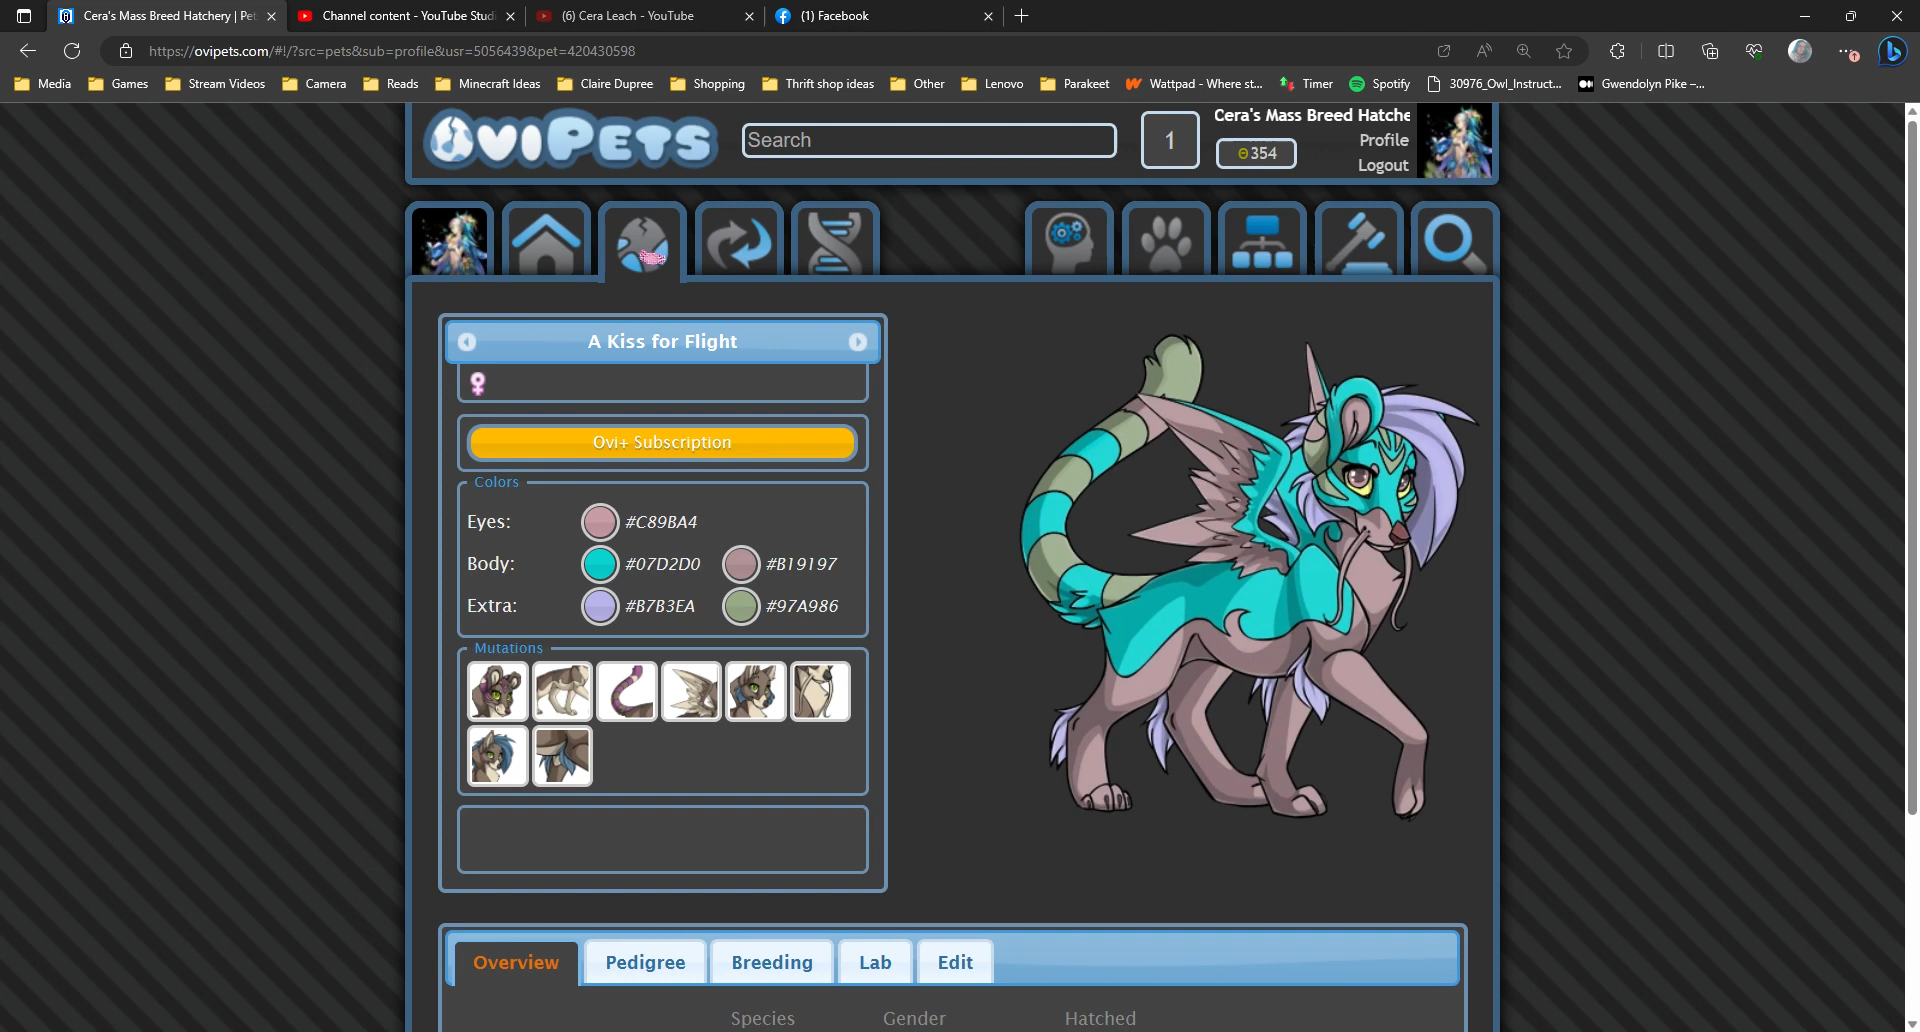 Cera's Mass Breed Hatchery | Pet
Channel content - YouTube Studi
(6) Cera Leach - YouTube
(1) Facebook
https://ovipets.com/#!/?src=pets&sub=profile&usr=5056439&pet=420430598
Media
Games
Stream Videos
Camera
Reads
Minecraft Ideas
Claire Dupree
Shopping
Thrift shop ideas
Other
Lenovo
Parakeet
Wattpad - Where st...
Timer
Spotify
30976_Owl_Instruct...
Gwendolyn Pike –...
OviPets
Search
1
Cera's Mass Breed Hatche
354
Profile
Logout
A Kiss for Flight
Ovi+ Subscription
Colors
Eyes: #C89BA4
Body: #07D2D0 #B19197
Extra: #B7B3EA #97A986
Mutations
Overview
Pedigree
Breeding
Lab
Edit
Species Gender Hatched